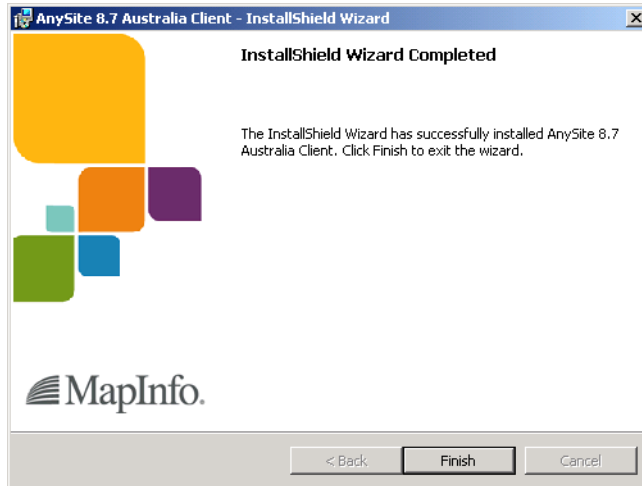 AnySite 8.7 Australia Client - InstallShield Wizard
InstallShield Wizard Completed
The InstallShield Wizard has successfully installed AnySite 8.7
Australia Client. Click Finish to exit the wizard.
MapInfo.
< Back
Finish
Cancel